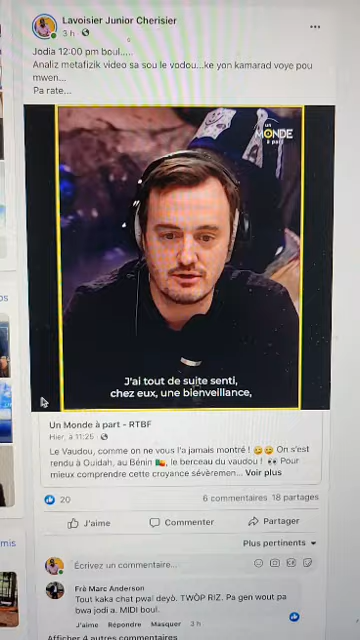 Lavoisier Junior Cherisier
3 h
Jodia 12:00 pm boul.....
Analiz metafizik video sa sou le vodou...ke yon kamarad voye pou
mwen...
Pa rate...
un
MONDE
à part
J'ai tout de suite senti,
chez eux, une bienveillance,
Un Monde à part - RTBF
Hier, à 11:25
Le Vaudou, comme on ne vous l'a jamais montré ! On s'est
rendu à Ouidah, au Bénin, le berceau du vaudou ! Pour
mieux comprendre cette croyance sévèremen... Voir plus
20
6 commentaires 18 partages
J'aime Commenter Partager
Plus pertinents
Écrivez un commentaire...
Frè Marc Anderson
Tout kaka chat pwal deyò. TWÒP RIZ. Pa gen wout pa
bwa jodi a. MIDI boul.
J'aime Répondre Masquer 3 h
Afficher 4 autres commentaires